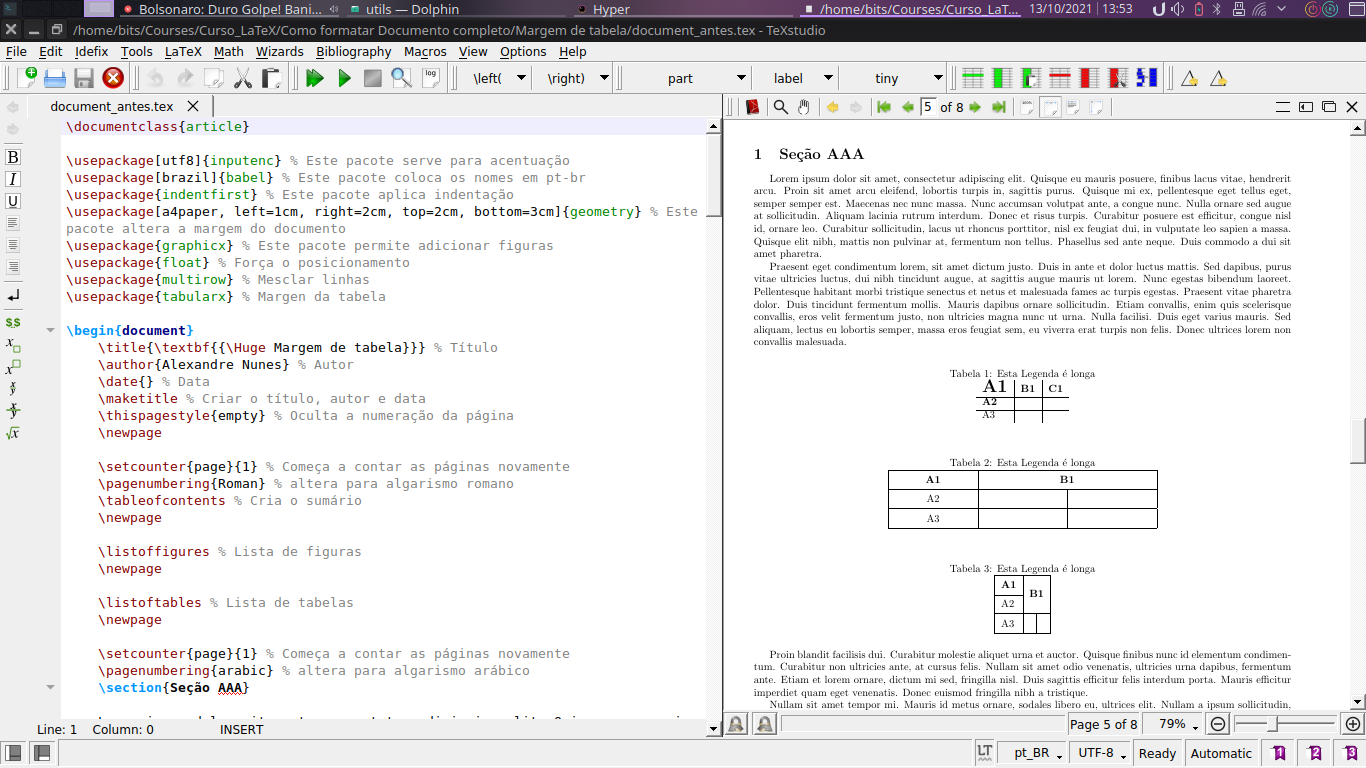 Bolsonaro: Duro Golpe! Bani...
utils — Dolphin
Hyper
/home/bits/Courses/Curso_LaT...
13/10/2021
13:53
/home/bits/Courses/Curso_LaTeX/Como formatar Documento completo/Margem de tabela/document_antes.tex - TeXstudio
File Edit Idefix Tools LaTeX Math Wizards Bibliography Macros View Options Help
log \left( \right) part label tiny
document_antes.tex
5 of 8
\documentclass{article}
\usepackage[utf8]{inputenc} % Este pacote serve para acentuação
\usepackage[brazil]{babel} % Este pacote coloca os nomes em pt-br
\usepackage{indentfirst} % Este pacote aplica indentação
\usepackage[a4paper, left=1cm, right=2cm, top=2cm, bottom=3cm]{geometry} % Este
pacote altera a margem do documento
\usepackage{graphicx} % Este pacote permite adicionar figuras
\usepackage{float} % Força o posicionamento
\usepackage{multirow} % Mesclar linhas
\usepackage{tabularx} % Margen da tabela
\begin{document}
\title{\textbf{{\Huge Margem de tabela}}} % Título
\author{Alexandre Nunes} % Autor
\date{} % Data
\maketitle % Criar o título, autor e data
\thispagestyle{empty} % Oculta a numeração da página
\newpage
\setcounter{page}{1} % Começa a contar as páginas novamente
\pagenumbering{Roman} % altera para algarismo romano
\tableofcontents % Cria o sumário
\newpage
\listoffigures % Lista de figuras
\newpage
\listoftables % Lista de tabelas
\newpage
\setcounter{page}{1} % Começa a contar as páginas novamente
\pagenumbering{arabic} % altera para algarismo arábico
\section{Seção AAA}
B
I
U
$$
1 Seção AAA
Lorem ipsum dolor sit amet, consectetur adipiscing elit. Quisque eu mauris posuere, finibus lacus vitae, hendrerit
arcu. Proin sit amet arcu eleifend, lobortis turpis in, sagittis purus. Quisque mi ex, pellentesque eget tellus eget,
semper semper est. Maecenas nec nunc massa. Nunc accumsan volutpat ante, a congue nunc. Nulla ornare sed augue
at sollicitudin. Aliquam lacinia rutrum interdum. Donec et risus turpis. Curabitur posuere est efficitur, congue nisl
id, ornare leo. Curabitur sollicitudin, lacus ut rhoncus porttitor, nisl ex feugiat dui, in vulputate leo sapien a massa.
Quisque elit nibh, mattis non pulvinar at, fermentum non tellus. Phasellus sed ante neque. Duis commodo a dui sit
amet pharetra.
Praesent eget condimentum lorem, sit amet dictum justo. Duis in ante et dolor luctus mattis. Sed dapibus, purus
vitae ultricies luctus, dui nibh tincidunt augue, at sagittis augue mauris ut lorem. Nunc egestas bibendum laoreet.
Pellentesque habitant morbi tristique senectus et netus et malesuada fames ac turpis egestas. Praesent vitae pharetra
dolor. Duis tincidunt fermentum mollis. Mauris dapibus ornare sollicitudin. Etiam convallis, enim quis scelerisque
convallis, eros velit fermentum justo, non ultricies magna nunc ut urna. Nulla facilisi. Duis eget varius mauris. Sed
aliquam, lectus eu lobortis semper, massa eros feugiat sem, eu viverra erat turpis non felis. Donec ultrices lorem non
convallis malesuada.
Tabela 1: Esta Legenda é longa
A1 B1 C1
A2
A3
Tabela 2: Esta Legenda é longa
A1 B1
A2
A3
Tabela 3: Esta Legenda é longa
A1
B1
A2
A3
Proin blandit facilisis dui. Curabitur molestie aliquet urna et auctor. Quisque finibus nunc id elementum condimen-
tum. Curabitur non ultricies ante, at cursus felis. Nullam sit amet odio venenatis, ultricies urna dapibus, fermentum
ante. Etiam et lorem ornare, dictum mi sed, fringilla nisl. Duis sagittis efficitur felis interdum porta. Mauris efficitur
imperdiet quam eget venenatis. Donec euismod fringilla nibh a tristique.
Nullam sit amet tempor mi. Mauris id metus ornare, sodales libero eu, ultrices elit. Nullam a ipsum sollicitudin,
Line: 1 Column: 0 INSERT
Page 5 of 8 79%
LT pt_BR UTF-8 Ready Automatic 1 2 3